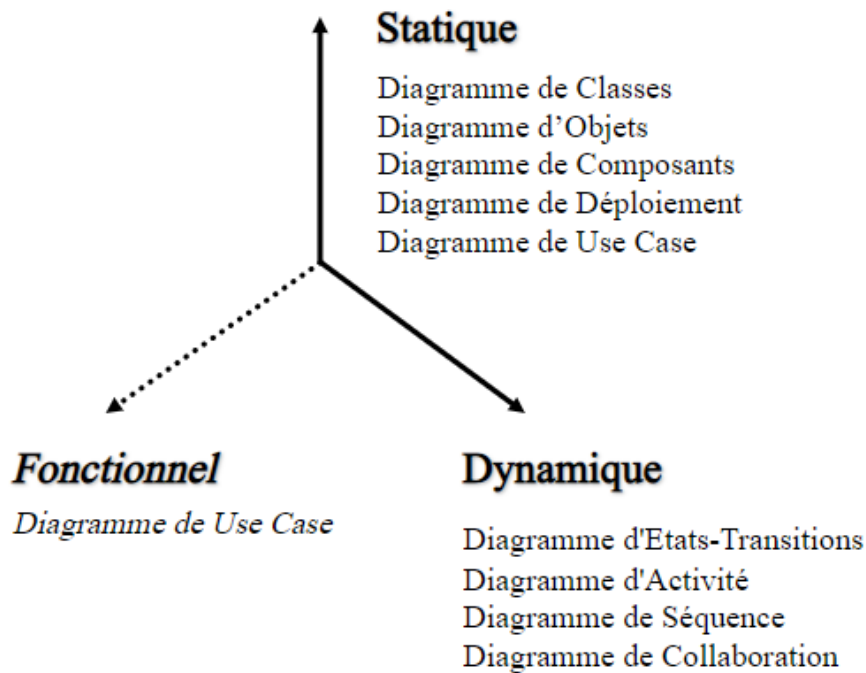 Statique
Diagramme de Classes
Diagramme d’Objets
Diagramme de Composants
Diagramme de Déploiement
Diagramme de Use Case
Fonctionnel
Diagramme de Use Case
Dynamique
Diagramme d'Etats-Transitions
Diagramme d'Activité
Diagramme de Séquence
Diagramme de Collaboration